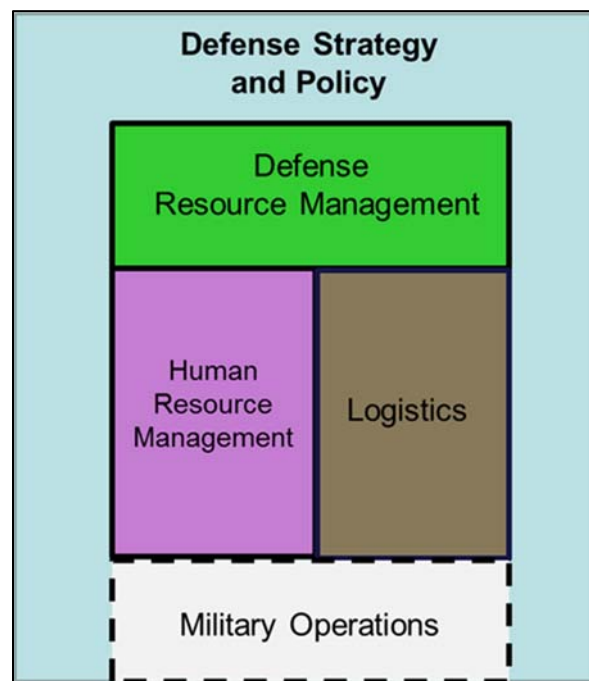 Defense Strategy
and Policy
Defense
Resource Management
Human
Resource
Management
Logistics
Military Operations